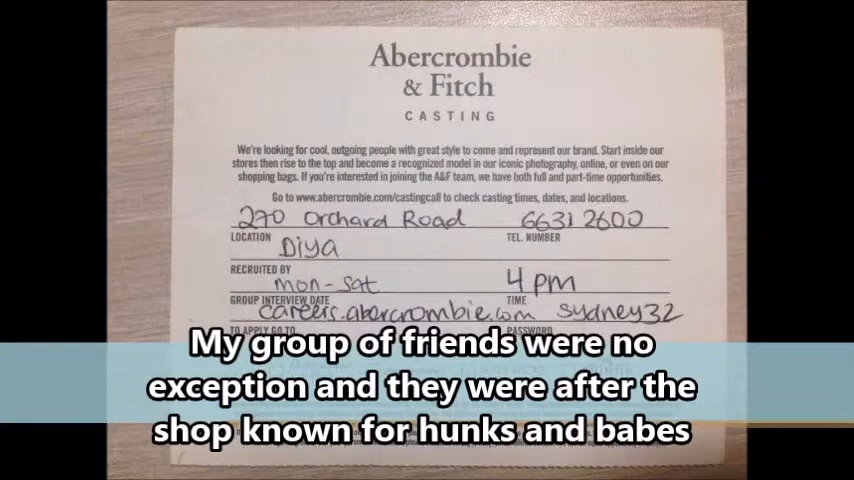 Abercrombie
& Fitch
CASTING
We're looking for cool, outgoing people with great style to come and represent our brand. Start inside our
stores then rise to the top and become a recognized model in our iconic photography, online, or even on our
shopping bags. If you're interested in joining the A&F team, we have both full and part-time opportunities.
Go to www.abercrombie.com/castingcall to check casting times, dates, and locations.
270 Orchard Road 6631 2600
LOCATION TEL. NUMBER
Diya
RECRUITED BY
mon-sat 4pm
GROUP INTERVIEW DATE TIME
careers.abercrombie.com sydney32
TO APPLY GO TO PASSWORD
My group of friends were no
exception and they were after the
shop known for hunks and babes